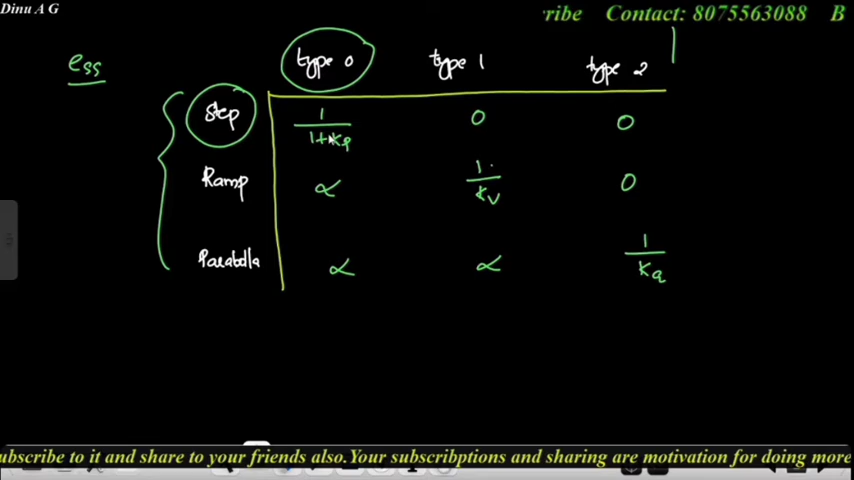 Dinu A G
ribe Contact: 8075563088 B
ess type 0 type 1 type 2
Step 1/1+Kp 0 0
Ramp ∝ 1/Kv 0
Parabola ∝ ∝ 1/Ka
ubscribe to it and share to your friends also.Your subscribptions and sharing are motivation for doing more